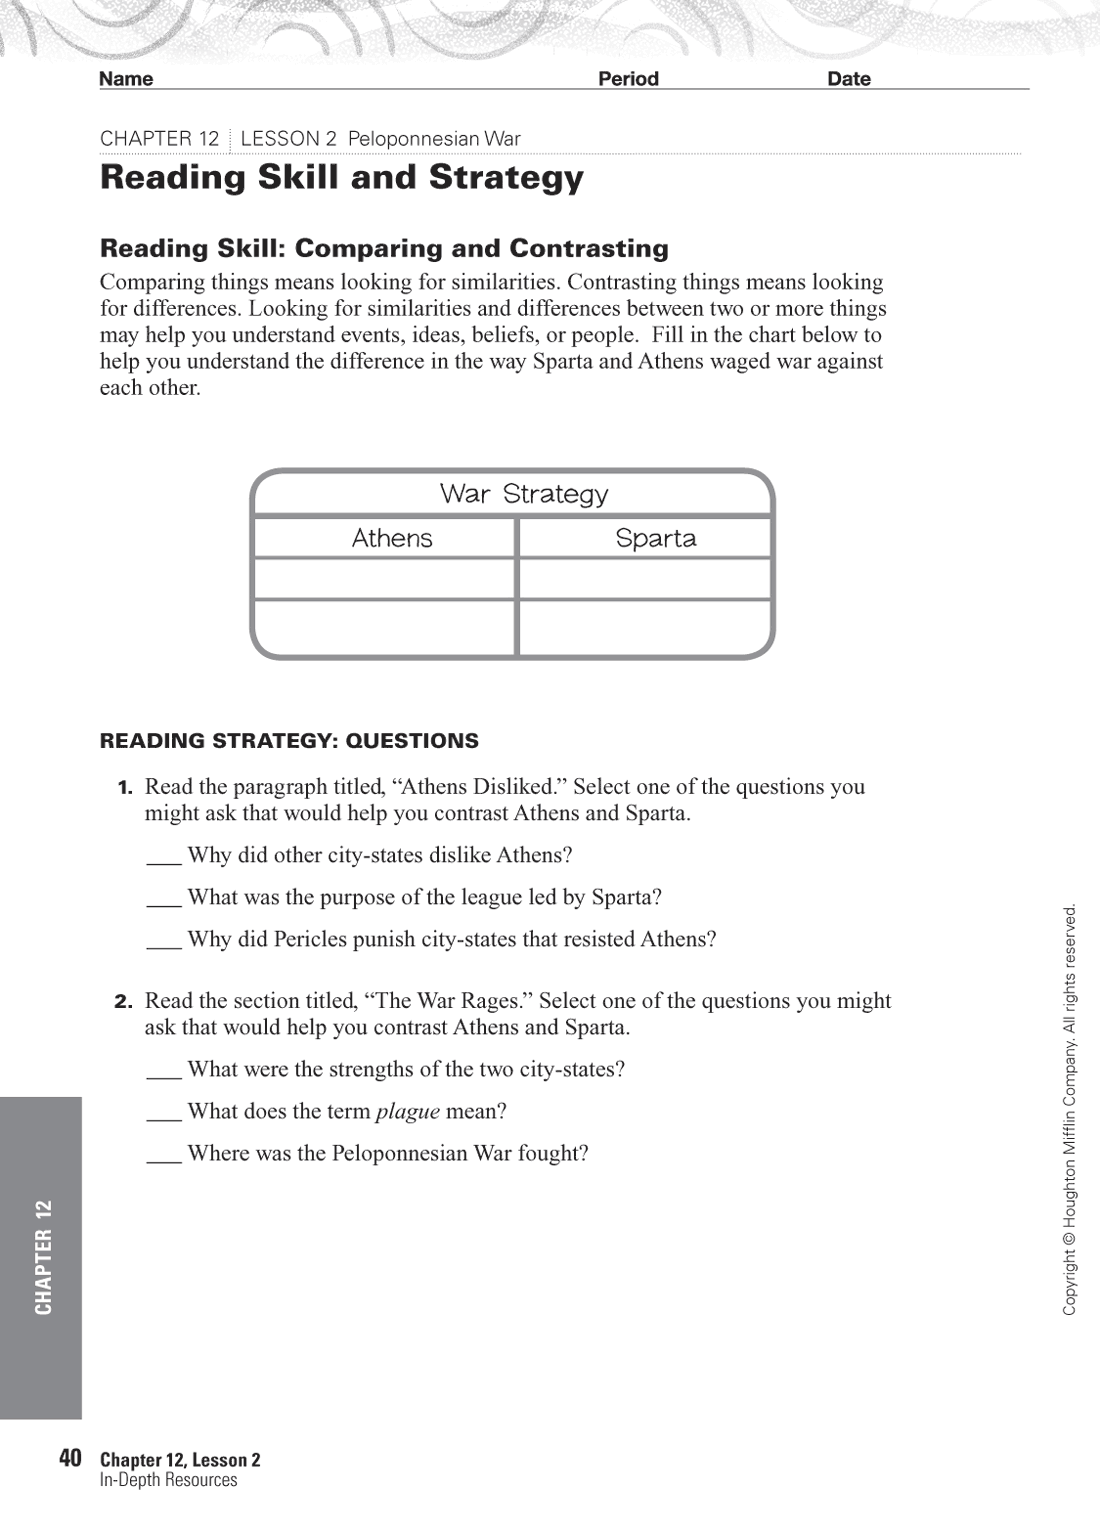 Name Period Date
CHAPTER 12 LESSON 2 Peloponnesian War
Reading Skill and Strategy
Reading Skill: Comparing and Contrasting
Comparing things means looking for similarities. Contrasting things means looking
for differences. Looking for similarities and differences between two or more things
may help you understand events, ideas, beliefs, or people. Fill in the chart below to
help you understand the difference in the way Sparta and Athens waged war against
each other.
War Strategy
Athens Sparta
READING STRATEGY: QUESTIONS
1. Read the paragraph titled, “Athens Disliked.” Select one of the questions you
might ask that would help you contrast Athens and Sparta.
___ Why did other city-states dislike Athens?
___ What was the purpose of the league led by Sparta?
___ Why did Pericles punish city-states that resisted Athens?
2. Read the section titled, “The War Rages.” Select one of the questions you might
ask that would help you contrast Athens and Sparta.
___ What were the strengths of the two city-states?
___ What does the term plague mean?
___ Where was the Peloponnesian War fought?
Copyright © Houghton Mifflin Company. All rights reserved.
CHAPTER 12
40 Chapter 12, Lesson 2
In-Depth Resources